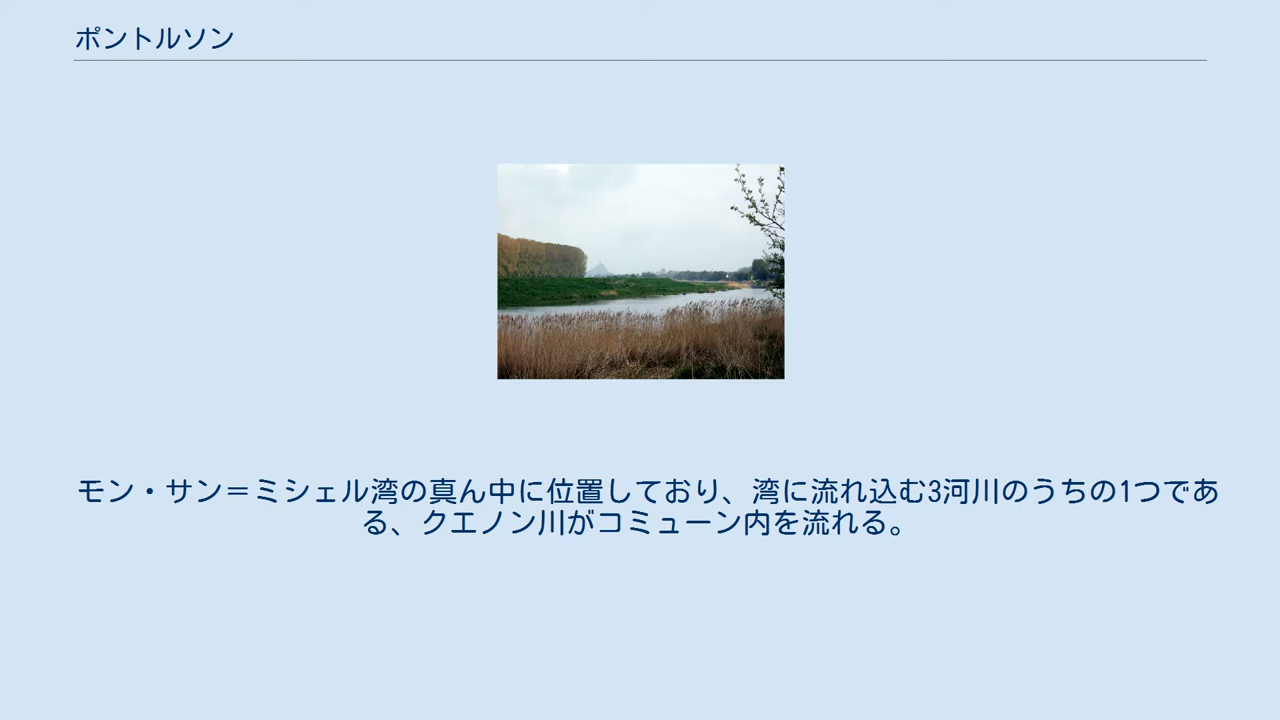 ポントルソン
モン・サン＝ミシェル湾の真ん中に位置しており、湾に流れ込む3河川のうちの1つであ
る、クエノン川がコミューン内を流れる。